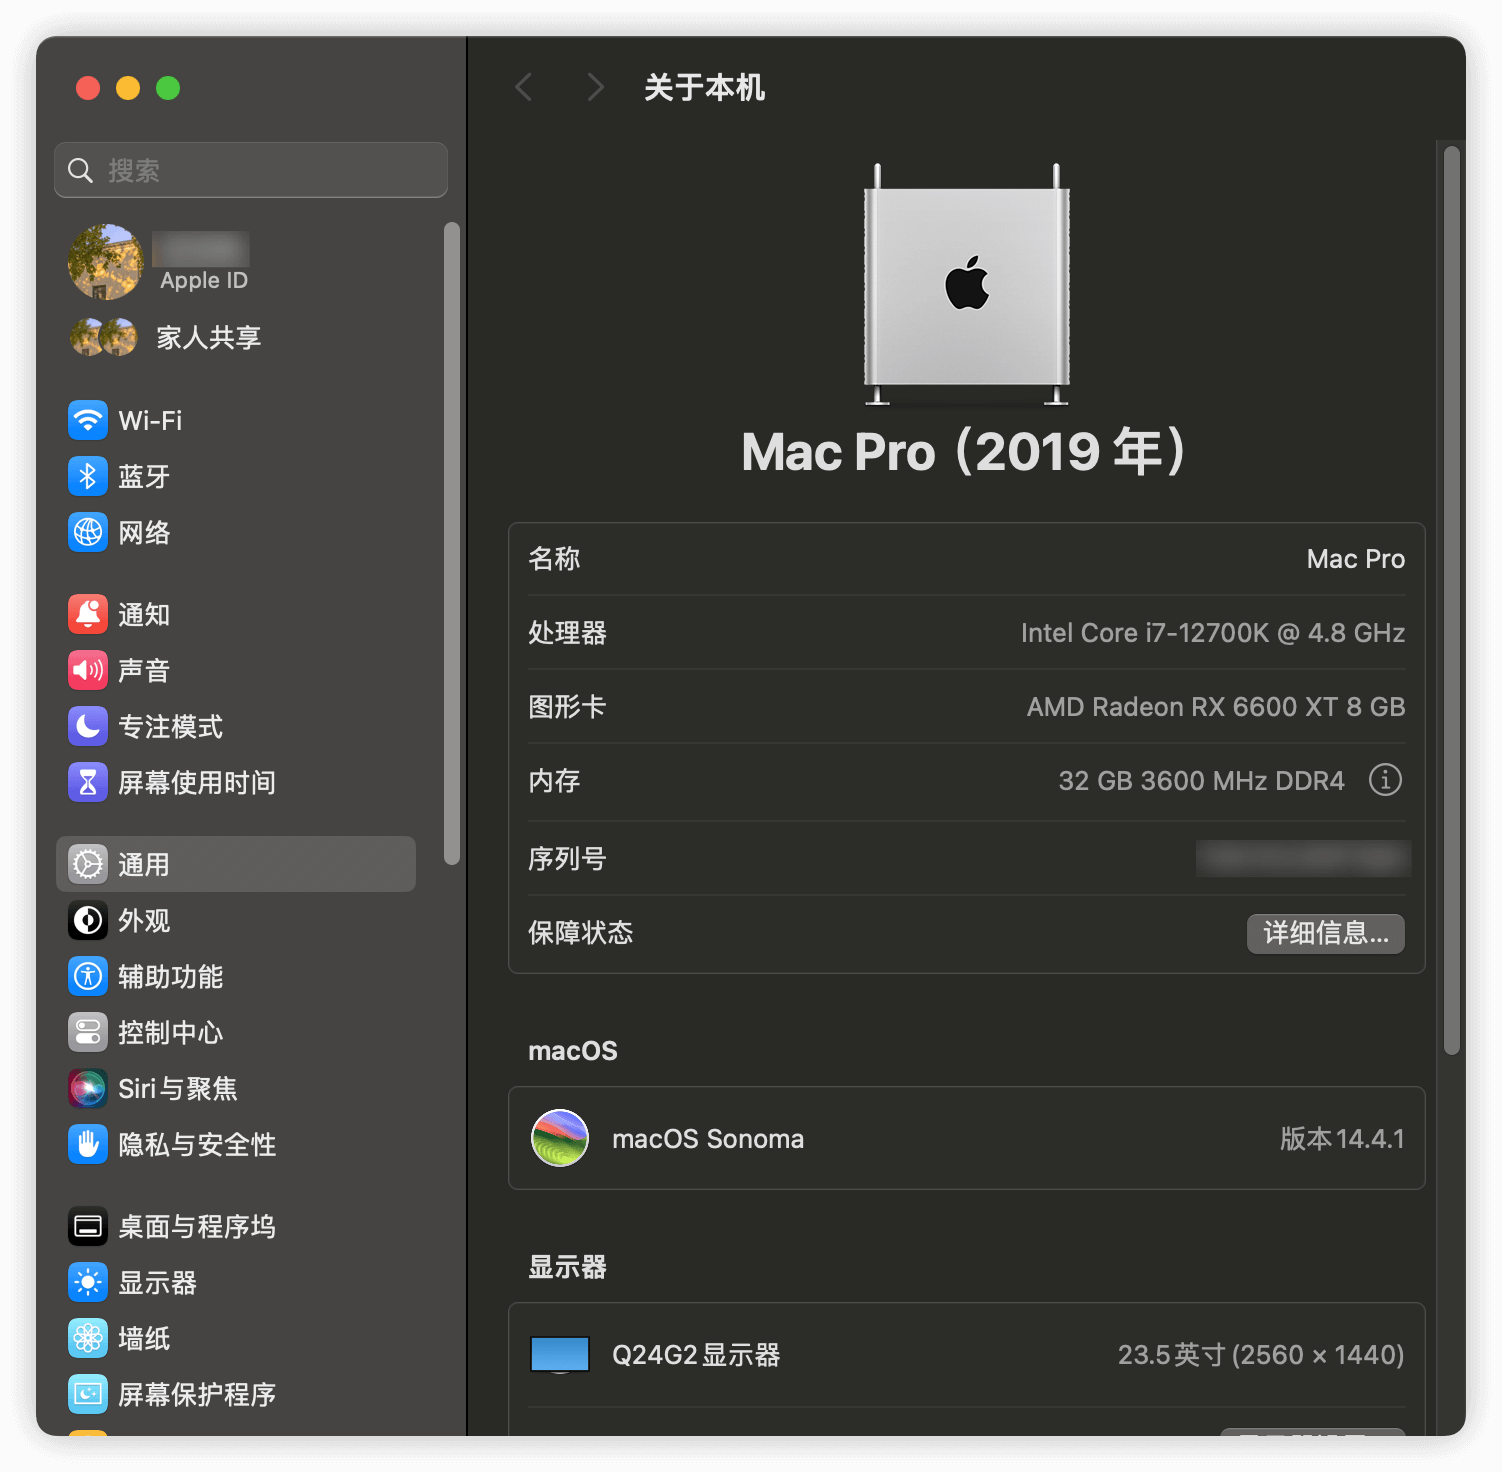 搜索
Apple ID
家人共享
Wi-Fi
蓝牙
网络
通知
声音
专注模式
屏幕使用时间
通用
外观
辅助功能
控制中心
Siri与聚焦
隐私与安全性
桌面与程序坞
显示器
墙纸
屏幕保护程序
关于本机
Mac Pro（2019 年）
名称 Mac Pro
处理器 Intel Core i7-12700K @ 4.8 GHz
图形卡 AMD Radeon RX 6600 XT 8 GB
内存 32 GB 3600 MHz DDR4
序列号
保障状态 详细信息...
macOS
macOS Sonoma 版本14.4.1
显示器
Q24G2显示器 23.5英寸 (2560 × 1440)